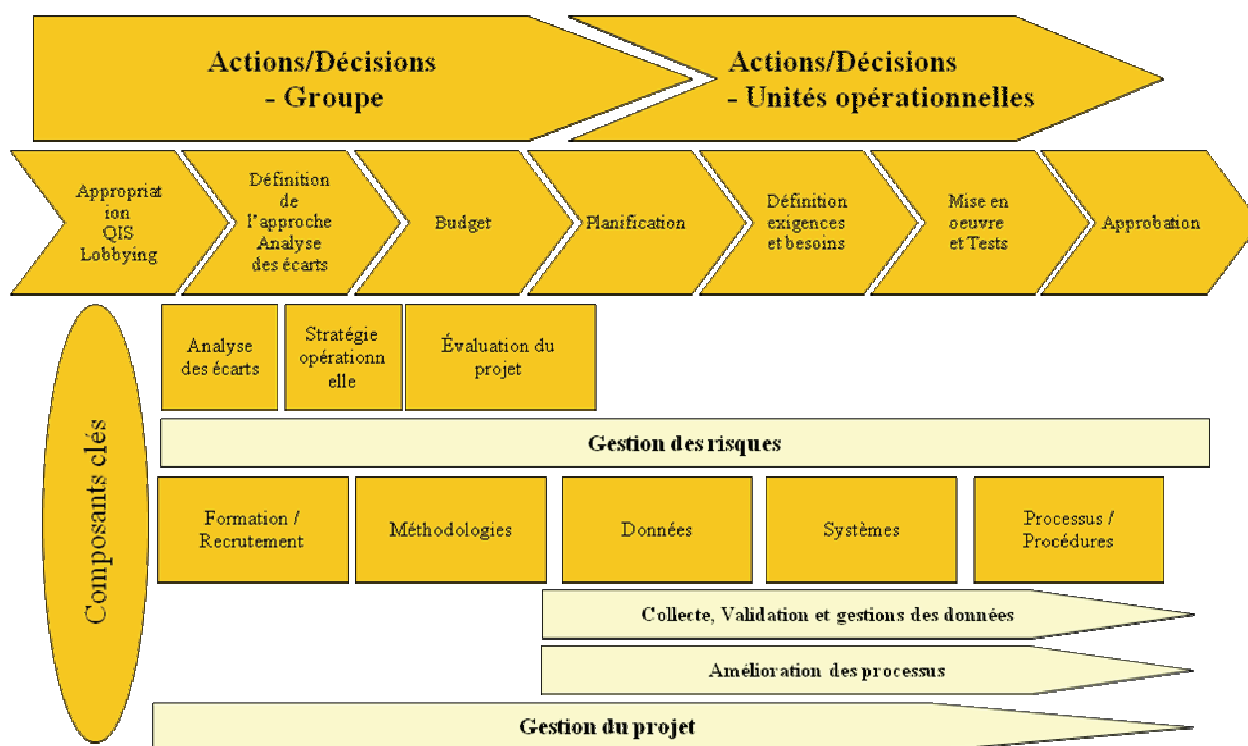 Actions/Décisions
- Groupe
Actions/Décisions
- Unités opérationnelles
Appropriat
ion
QIS
Lobbying
Définition
de
l'approche
Analyse
des écarts
Budget
Planification
Définition
exigences
et besoins
Mise en
oeuvre
et Tests
Approbation
Composants clés
Analyse
des écarts
Stratégie
opérationn
elle
Évaluation du
projet
Gestion des risques
Formation /
Recrutement
Méthodologies
Données
Systèmes
Processus /
Procédures
Collecte, Validation et gestions des données
Amélioration des processus
Gestion du projet